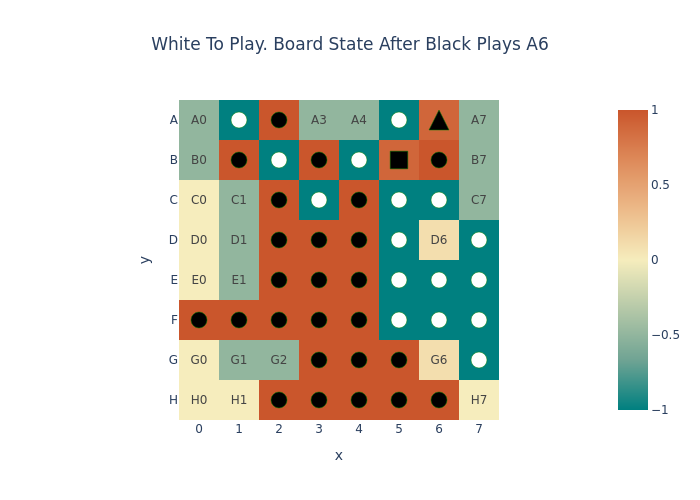 White To Play. Board State After Black Plays A6
A A0 A3 A4 A7
B B0 B7
C C0 C1 C7
D D0 D1 D6
E E0 E1
F
G G0 G1 G2 G6
H H0 H1 H7
0 1 2 3 4 5 6 7
x
y
1
0.5
0
−0.5
−1